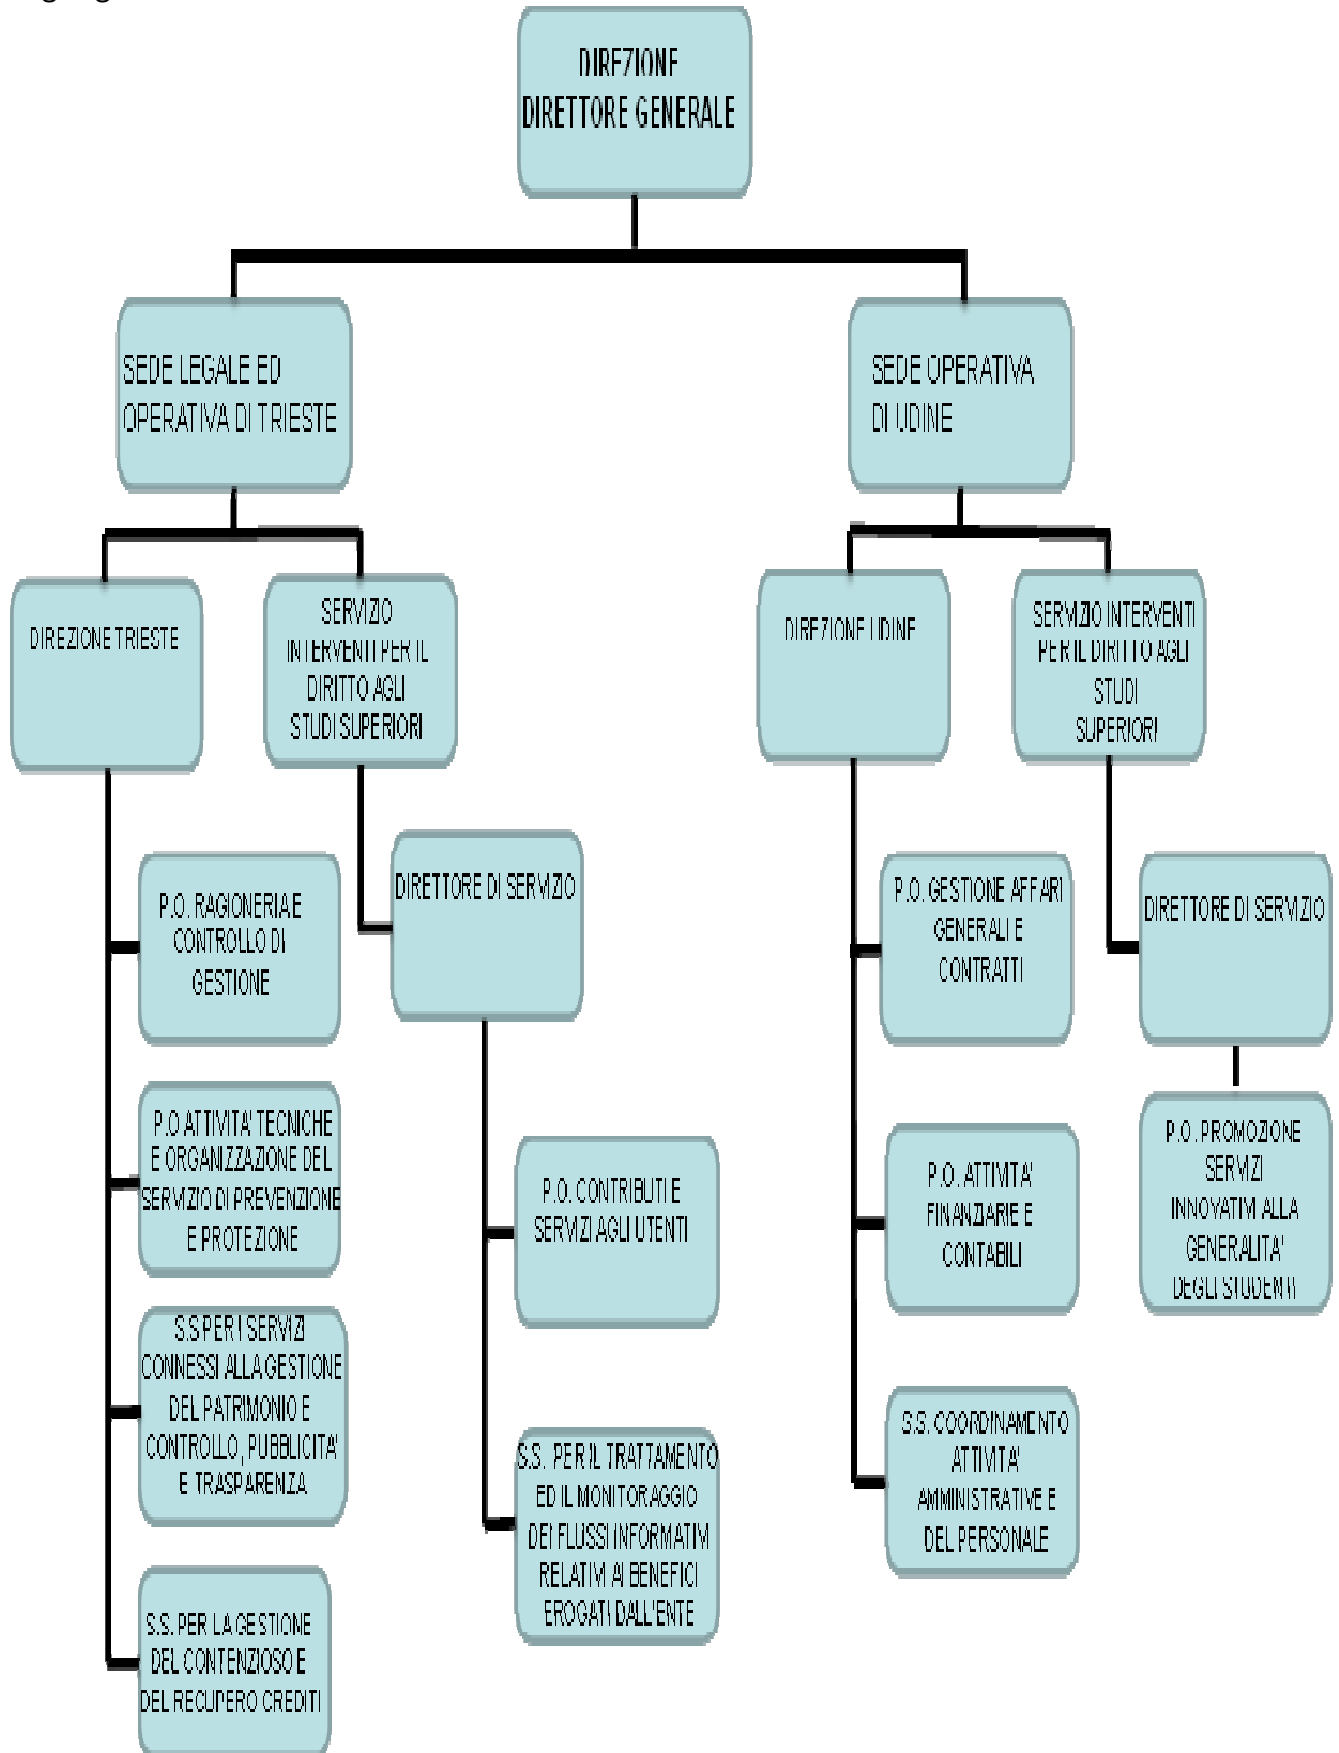 DIREZIONE
DIRETTORE GENERALE
SEDE LEGALE ED
OPERATIVA DI TRIESTE
SEDE OPERATIVA
DI UDINE
DIREZIONE TRIESTE
SERVIZIO
INTERVENTI PER IL
DIRITTO AGLI
STUDI SUPERIORI
DIREZIONE UDINE
SERVIZIO INTERVENTI
PER IL DIRITTO AGLI
STUDI
SUPERIORI
P.O. RAGIONERIA E
CONTROLLO DI
GESTIONE
DIRETTORE DI SERVIZIO
P.O. GESTIONE AFFARI
GENERALI E
CONTRATTI
DIRETTORE DI SERVIZIO
P.O ATTIVITA' TECNICHE
E ORGANIZZAZIONE DEL
SERVIZIO DI PREVENZIONE
E PROTEZIONE
P.O. CONTRIBUTI E
SERVIZI AGLI UTENTI
P.O. ATTIVITA'
FINANZIARIE E
CONTABILI
P.O. PROMOZIONE
SERVIZI
INNOVATIVI ALLA
GENERALITA'
DEGLI STUDENTI
S.S PER I SERVIZI
CONNESSI ALLA GESTIONE
DEL PATRIMONIO E
CONTROLLO, PUBBLICITA'
E TRASPARENZA
S.S. PER IL TRATTAMENTO
ED IL MONITORAGGIO
DEI FLUSSI INFORMATIVI
RELATIVI AI BENEFICI
EROGATI DALL'ENTE
S.S. COORDINAMENTO
ATTIVITA'
AMMINISTRATIVE E
DEL PERSONALE
S.S. PER LA GESTIONE
DEL CONTENZIOSO E
DEL RECUPERO CREDITI